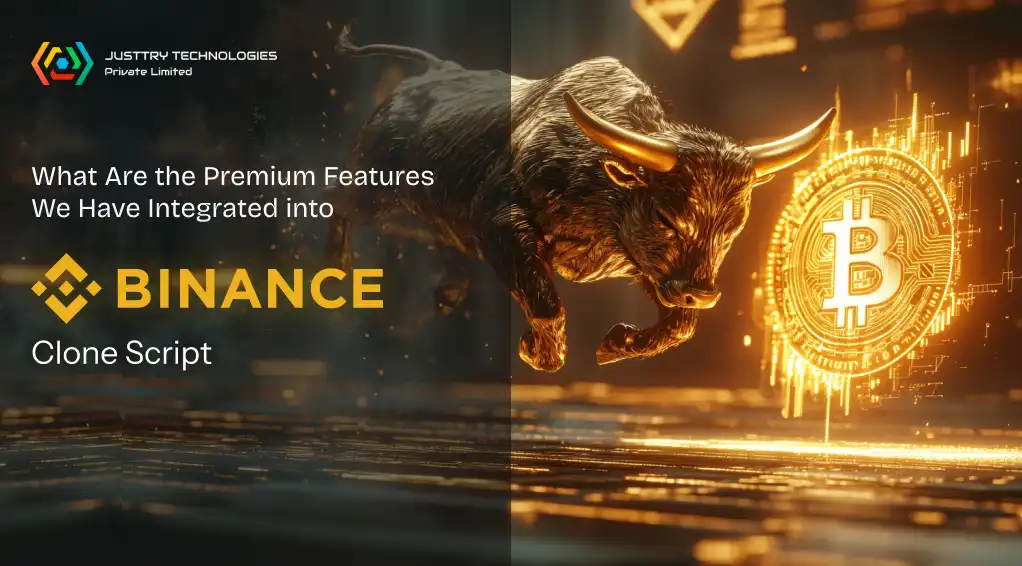 JUSTTRY TECHNOLOGIES
Private Limited
What Are the Premium Features
We Have Integrated into
BINANCE
Clone Script